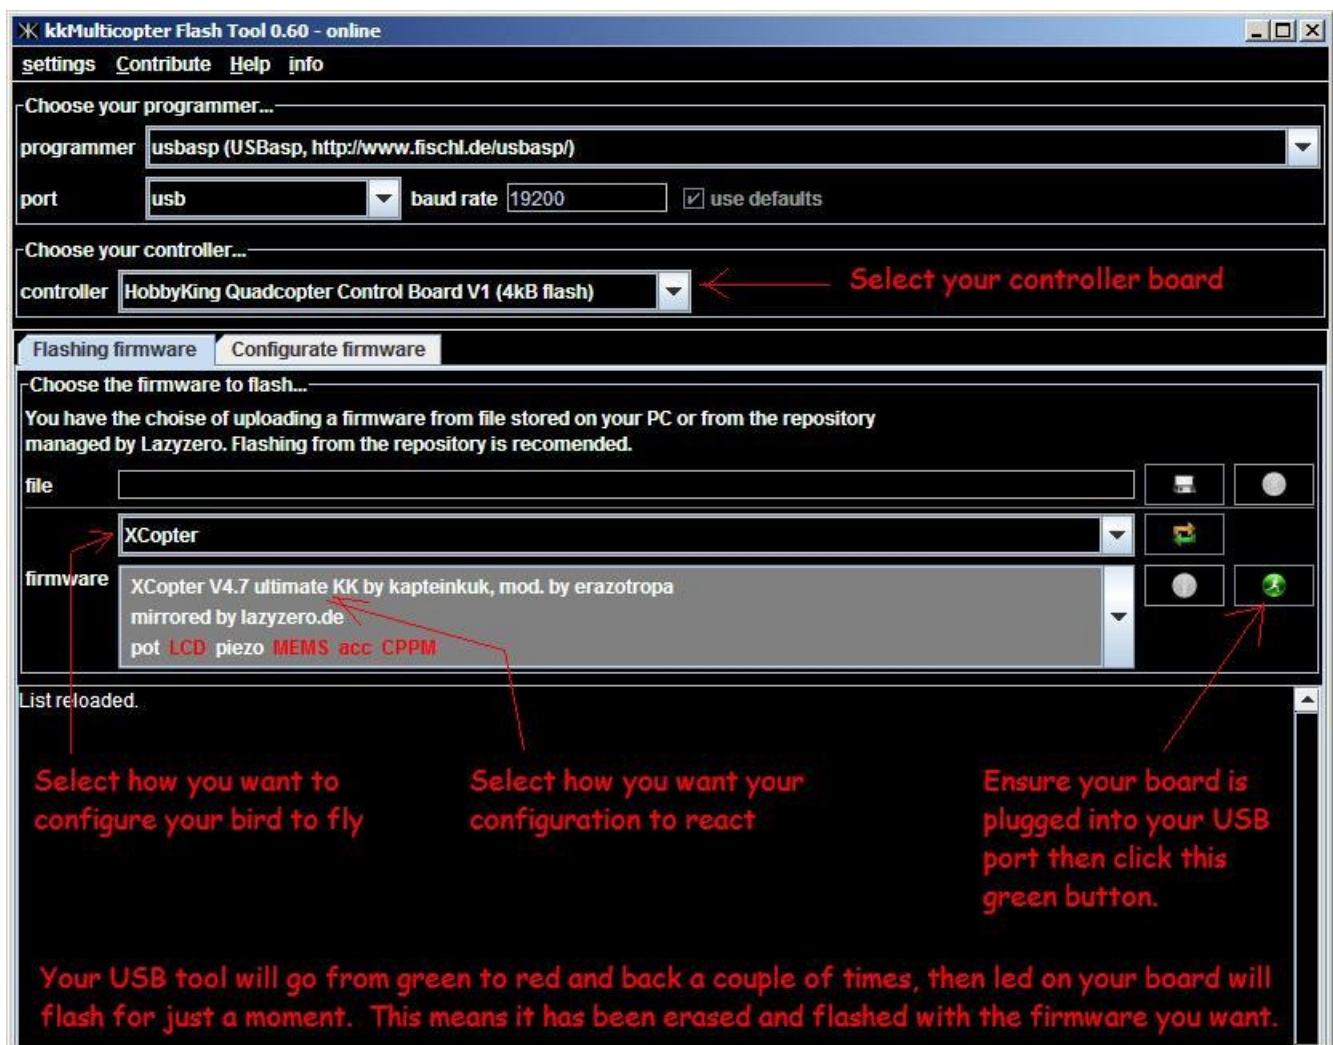 kkMulticopter Flash Tool 0.60 - online
settings Contribute Help info
Choose your programmer...
programmer usbasp (USBasp, http://www.fischl.de/usbasp/)
port usb baud rate 19200 use defaults
Choose your controller...
controller HobbyKing Quadcopter Control Board V1 (4kB flash)
Select your controller board
Flashing firmware Configurate firmware
Choose the firmware to flash...
You have the choise of uploading a firmware from file stored on your PC or from the repository
managed by Lazyzero. Flashing from the repository is recomended.
file
XCopter
firmware
XCopter V4.7 ultimate KK by kapteinkuk, mod. by erazotropa
mirrored by lazyzero.de
pot LCD piezo MEMS acc CPPM
List reloaded.
Select how you want to
configure your bird to fly
Select how you want your
configuration to react
Ensure your board is
plugged into your USB
port then click this
green button.
Your USB tool will go from green to red and back a couple of times, then led on your board will
flash for just a moment. This means it has been erased and flashed with the firmware you want.